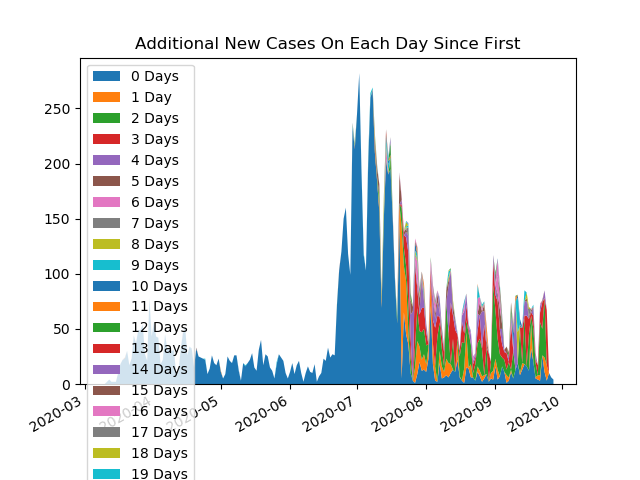 Additional New Cases On Each Day Since First
250
200
150
100
50
0
0 Days
1 Day
2 Days
3 Days
4 Days
5 Days
6 Days
7 Days
8 Days
9 Days
10 Days
11 Days
12 Days
13 Days
14 Days
15 Days
16 Days
17 Days
18 Days
19 Days
2020-03
2020-04
2020-05
2020-06
2020-07
2020-08
2020-09
2020-10